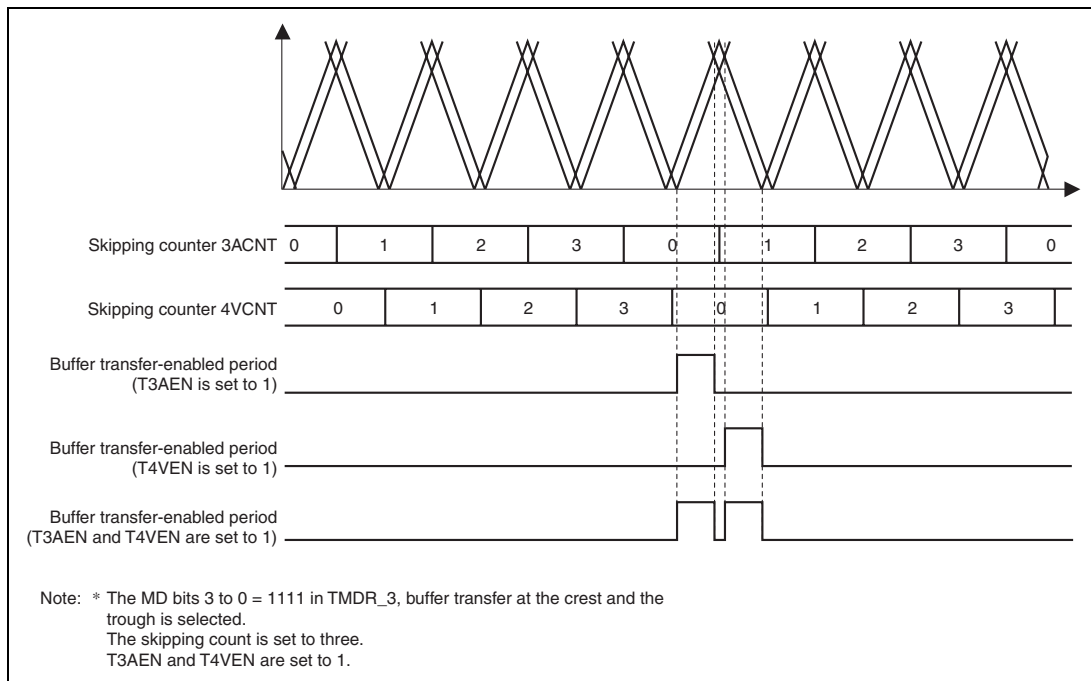 Skipping counter 3ACNT 0 1 2 3 0 1 2 3 0
Skipping counter 4VCNT 0 1 2 3 0 1 2 3
Buffer transfer-enabled period
(T3AEN is set to 1)
Buffer transfer-enabled period
(T4VEN is set to 1)
Buffer transfer-enabled period
(T3AEN and T4VEN are set to 1)
Note: * The MD bits 3 to 0 = 1111 in TMDR_3, buffer transfer at the crest and the
trough is selected.
The skipping count is set to three.
T3AEN and T4VEN are set to 1.